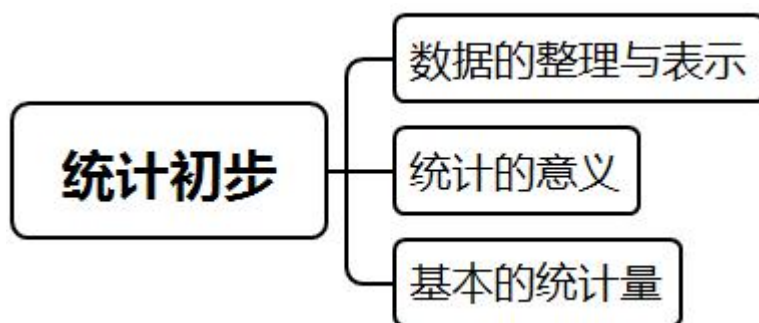 统计初步
数据的整理与表示
统计的意义
基本的统计量